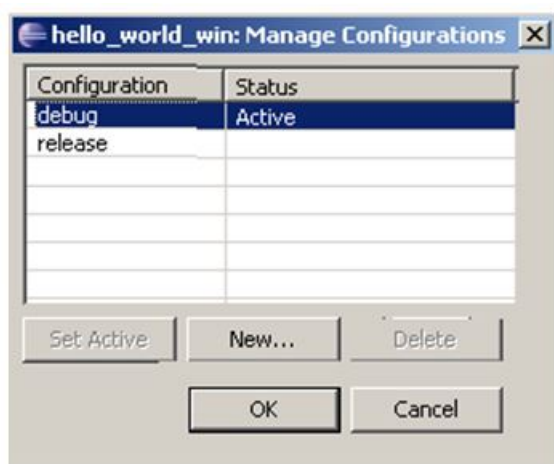 hello_world_win: Manage Configurations
Configuration Status
debug Active
release
Set Active New... Delete
OK Cancel